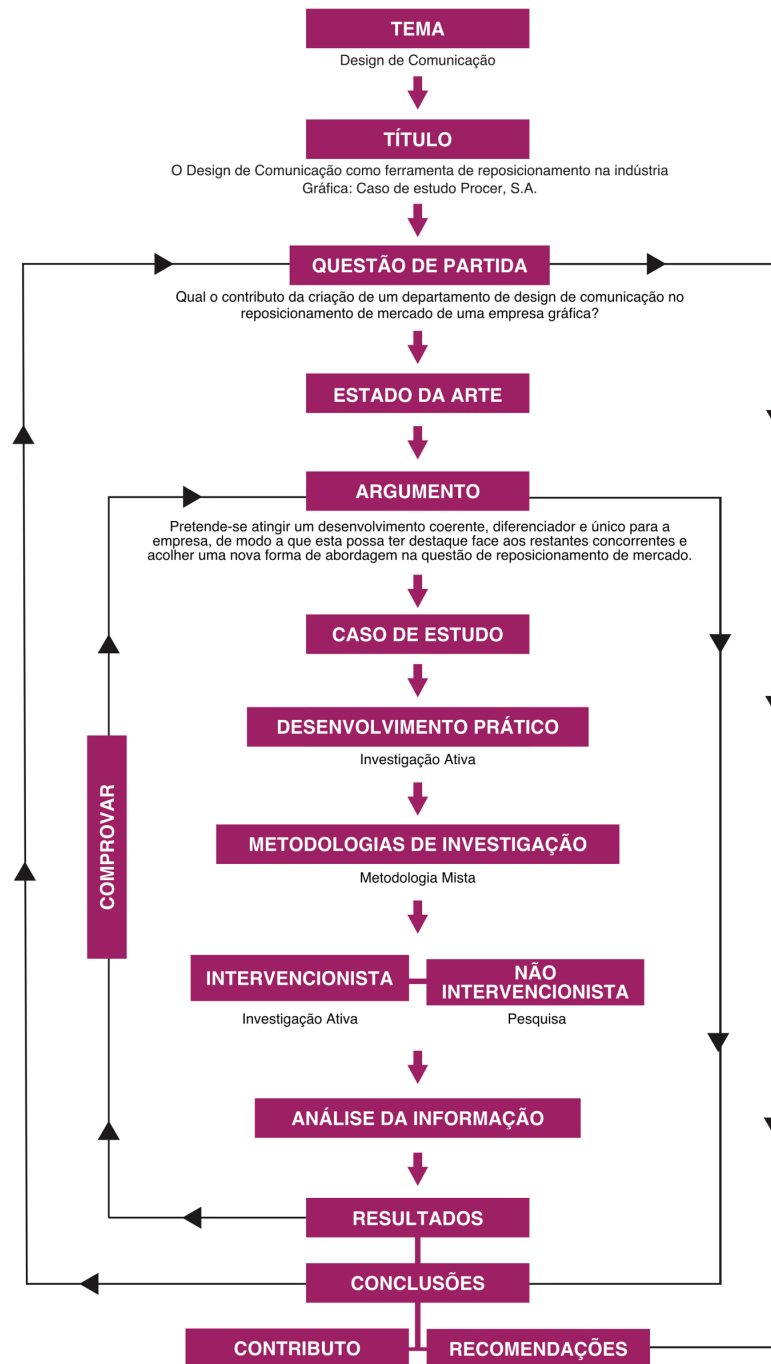 TEMA
Design de Comunicação
TÍTULO
O Design de Comunicação como ferramenta de reposicionamento na indústria
Gráfica: Caso de estudo Procer, S.A.
QUESTÃO DE PARTIDA
Qual o contributo da criação de um departamento de design de comunicação no
reposicionamento de mercado de uma empresa gráfica?
ESTADO DA ARTE
ARGUMENTO
Pretende-se atingir um desenvolvimento coerente, diferenciador e único para a
empresa, de modo a que esta possa ter destaque face aos restantes concorrentes e
acolher uma nova forma de abordagem na questão de reposicionamento de mercado.
CASO DE ESTUDO
DESENVOLVIMENTO PRÁTICO
Investigação Ativa
COMPROVAR
METODOLOGIAS DE INVESTIGAÇÃO
Metodologia Mista
INTERVENCIONISTA
NÃO
INTERVENCIONISTA
Investigação Ativa
Pesquisa
ANÁLISE DA INFORMAÇÃO
RESULTADOS
CONCLUSÕES
CONTRIBUTO
RECOMENDAÇÕES